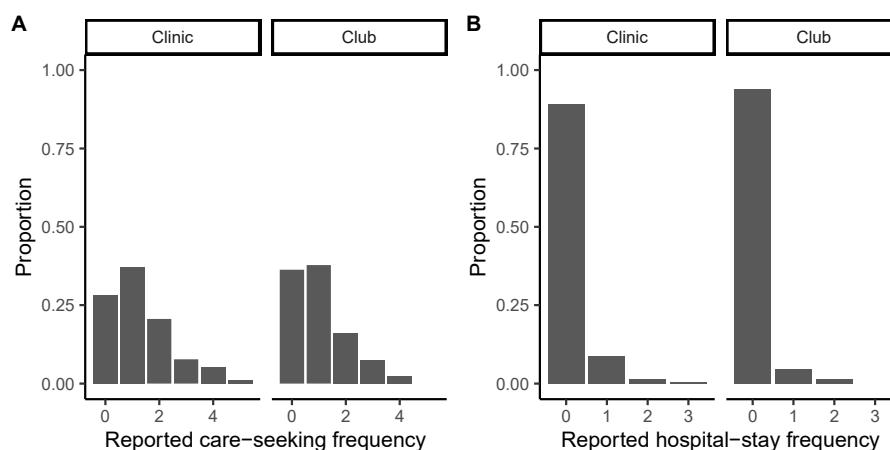 A
Clinic
Club
Proportion
1.00
0.75
0.50
0.25
0.00
0 2 4
0 2 4
Reported care−seeking frequency
B
Clinic
Club
Proportion
1.00
0.75
0.50
0.25
0.00
0 1 2 3
0 1 2 3
Reported hospital−stay frequency